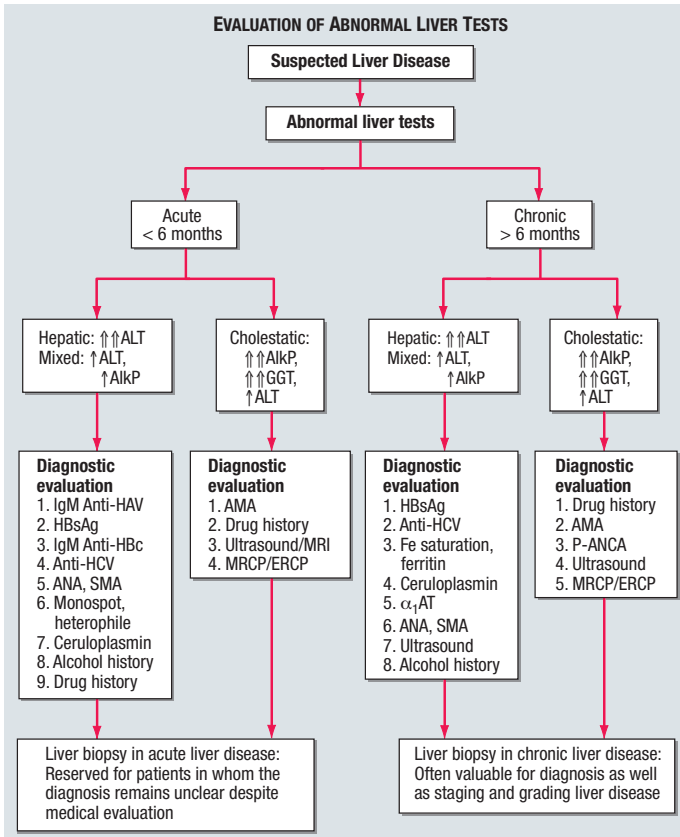 EVALUATION OF ABNORMAL LIVER TESTS
Suspected Liver Disease
Abnormal liver tests
Acute
< 6 months
Chronic
> 6 months
Hepatic: ⇑⇑ALT
Mixed: ↑ALT,
↑AlkP
Cholestatic:
⇑⇑AlkP,
⇑⇑GGT,
↑ALT
Hepatic: ⇑⇑ALT
Mixed: ↑ALT,
↑AlkP
Cholestatic:
⇑⇑AlkP,
⇑⇑GGT,
↑ALT
Diagnostic
evaluation
1. IgM Anti-HAV
2. HBsAg
3. IgM Anti-HBc
4. Anti-HCV
5. ANA, SMA
6. Monospot,
heterophile
7. Ceruloplasmin
8. Alcohol history
9. Drug history
Diagnostic
evaluation
1. AMA
2. Drug history
3. Ultrasound/MRI
4. MRCP/ERCP
Diagnostic
evaluation
1. HBsAg
2. Anti-HCV
3. Fe saturation,
ferritin
4. Ceruloplasmin
5. α₁AT
6. ANA, SMA
7. Ultrasound
8. Alcohol history
Diagnostic
evaluation
1. Drug history
2. AMA
3. P-ANCA
4. Ultrasound
5. MRCP/ERCP
Liver biopsy in acute liver disease:
Reserved for patients in whom the
diagnosis remains unclear despite
medical evaluation
Liver biopsy in chronic liver disease:
Often valuable for diagnosis as well
as staging and grading liver disease